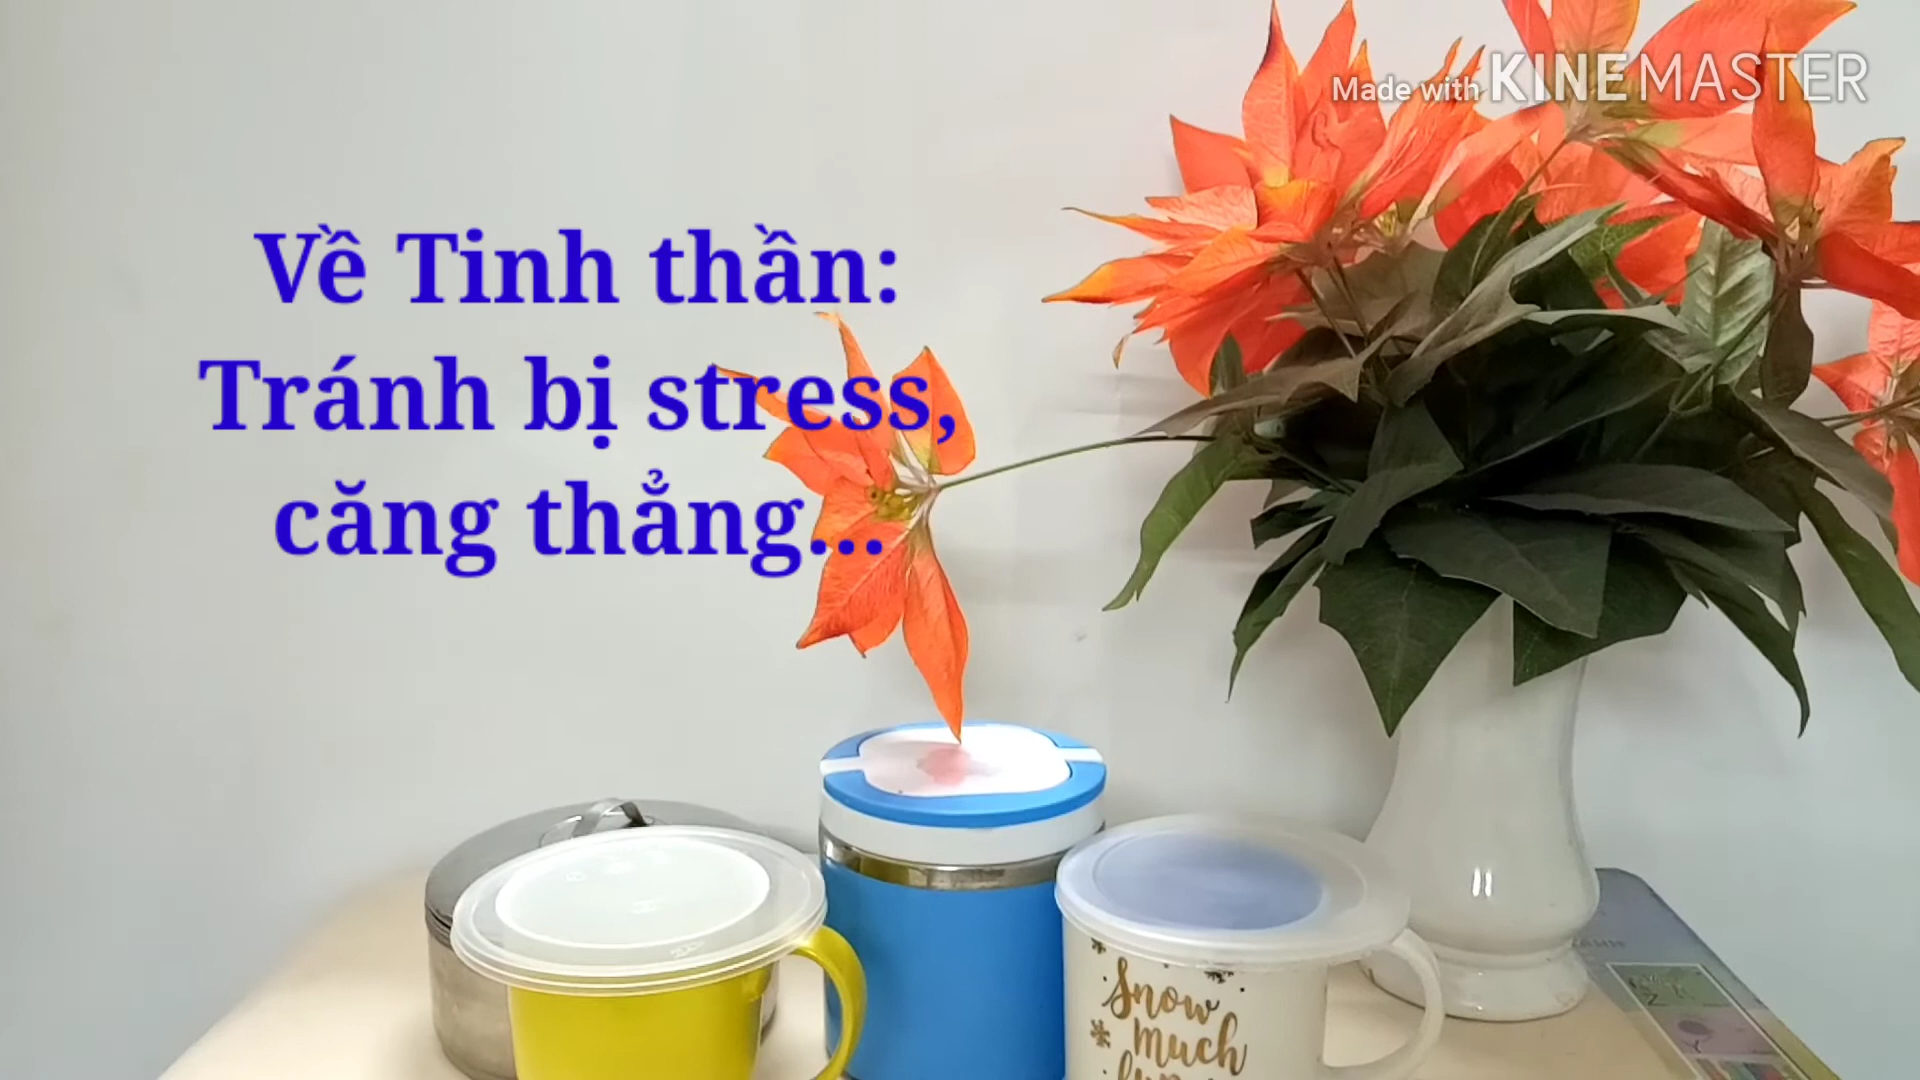 Made with KINEMASTER
Về Tinh thần:
Tránh bị stress,
căng thẳng...
Snow
much